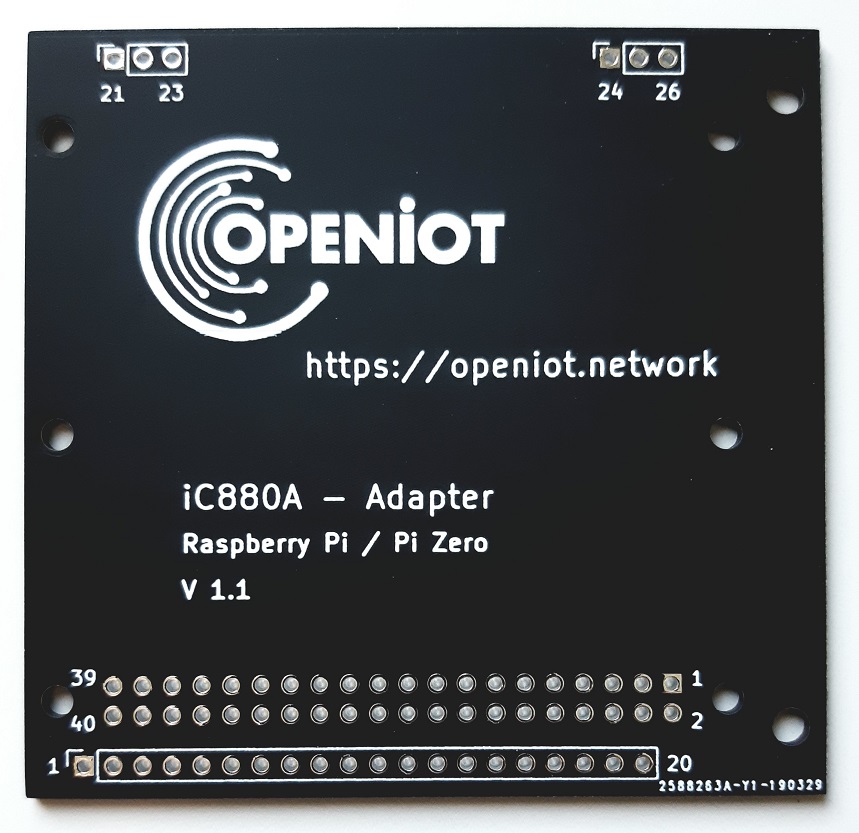 21 23
24 26
OPENiOT
https://openiot.network
iC880A - Adapter
Raspberry Pi / Pi Zero
V 1.1
39 1
40 2
1 20
2588263A-Y1-190329